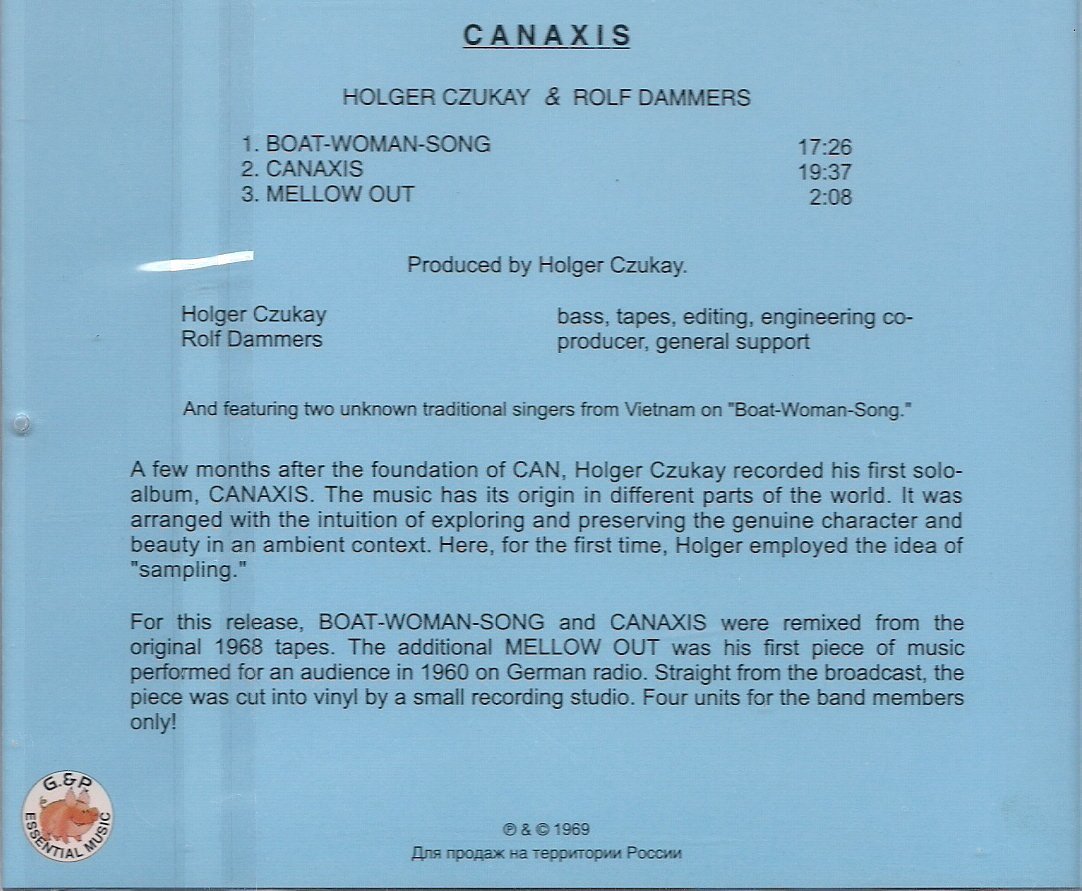 CANAXIS
HOLGER CZUKAY & ROLF DAMMERS
1. BOAT-WOMAN-SONG 17:26
2. CANAXIS 19:37
3. MELLOW OUT 2:08
Produced by Holger Czukay.
Holger Czukay bass, tapes, editing, engineering co-
Rolf Dammers producer, general support
And featuring two unknown traditional singers from Vietnam on "Boat-Woman-Song."
A few months after the foundation of CAN, Holger Czukay recorded his first solo-
album, CANAXIS. The music has its origin in different parts of the world. It was
arranged with the intuition of exploring and preserving the genuine character and
beauty in an ambient context. Here, for the first time, Holger employed the idea of
"sampling."
For this release, BOAT-WOMAN-SONG and CANAXIS were remixed from the
original 1968 tapes. The additional MELLOW OUT was his first piece of music
performed for an audience in 1960 on German radio. Straight from the broadcast, the
piece was cut into vinyl by a small recording studio. Four units for the band members
only!
G.&P.
ESSENTIAL MUSIC
℗ & © 1969
Для продаж на территории России